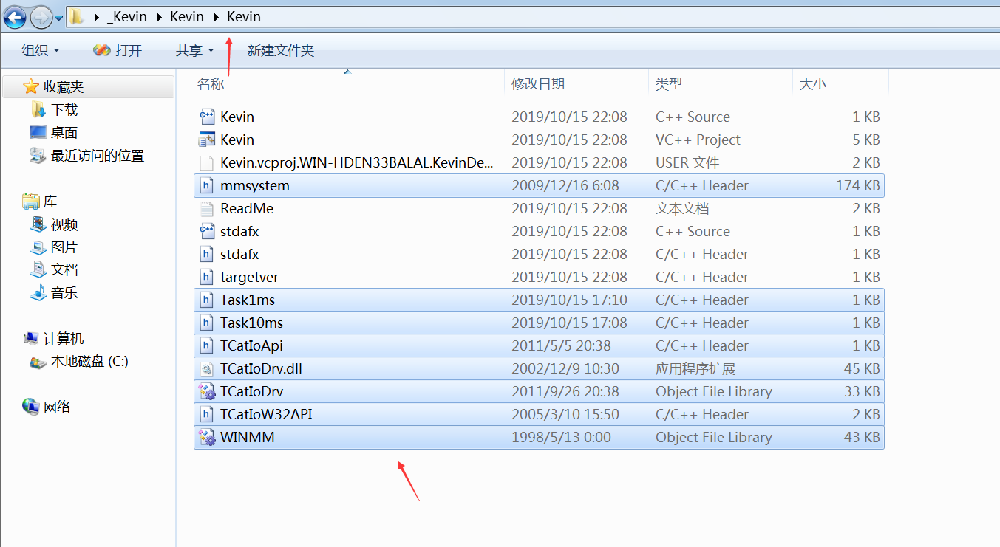 _Kevin Kevin Kevin
组织 打开 共享 新建文件夹
名称 修改日期 类型 大小
收藏夹
下载
桌面
最近访问的位置
库
视频
图片
文档
音乐
计算机
本地磁盘 (C:)
网络
Kevin 2019/10/15 22:08 C++ Source 1 KB
Kevin 2019/10/15 22:08 VC++ Project 5 KB
Kevin.vcproj.WIN-HDEN33BALAL.KevinDe... 2019/10/15 22:08 USER 文件 2 KB
mmsystem 2009/12/16 6:08 C/C++ Header 174 KB
ReadMe 2019/10/15 22:08 文本文档 2 KB
stdafx 2019/10/15 22:08 C++ Source 1 KB
stdafx 2019/10/15 22:08 C/C++ Header 1 KB
targetver 2019/10/15 22:08 C/C++ Header 1 KB
Task1ms 2019/10/15 17:10 C/C++ Header 1 KB
Task10ms 2019/10/15 17:08 C/C++ Header 1 KB
TCatIoApi 2011/5/5 20:38 C/C++ Header 1 KB
TCatIoDrv.dll 2002/12/9 10:30 应用程序扩展 45 KB
TCatIoDrv 2011/9/26 20:38 Object File Library 33 KB
TCatIoW32API 2005/3/10 15:50 C/C++ Header 2 KB
WINMM 1998/5/13 0:00 Object File Library 43 KB